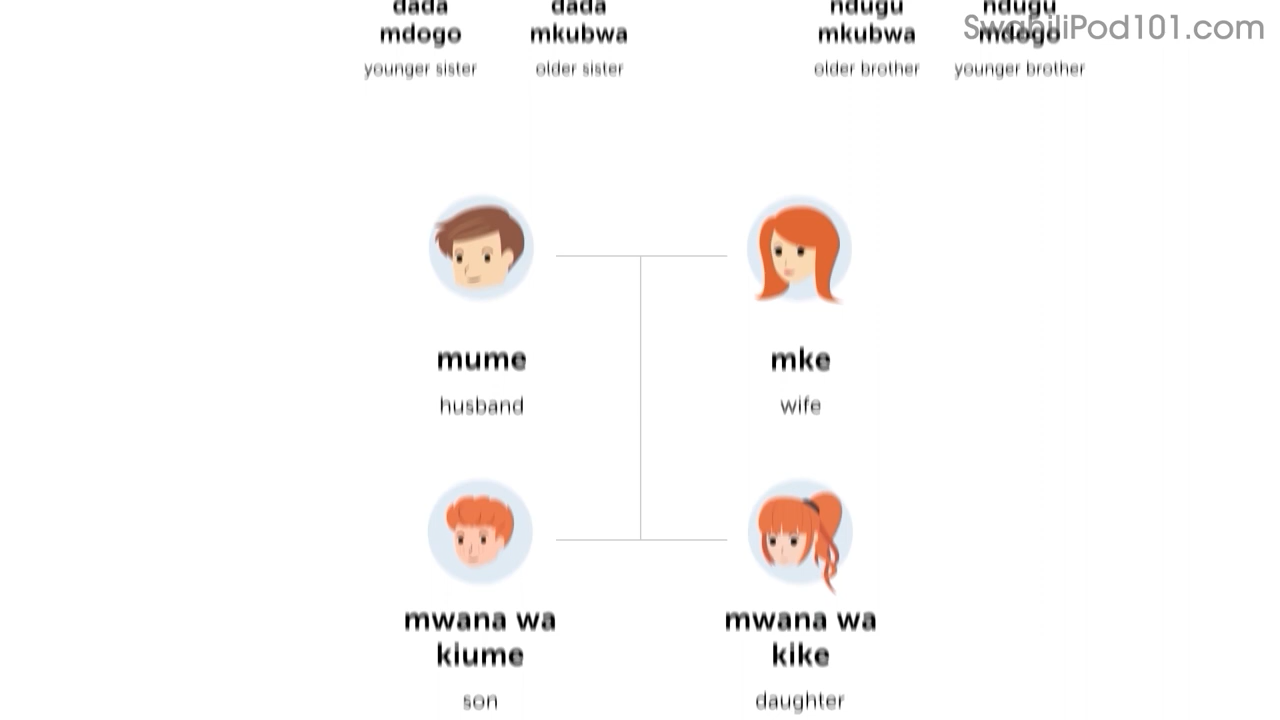 dada dada ndugu ndugu
SwahiliPod101.com
mdogo mkubwa mkubwa mdogo
younger sister older sister older brother younger brother
mume mke
husband wife
mwana wa mwana wa
kiume kike
son daughter